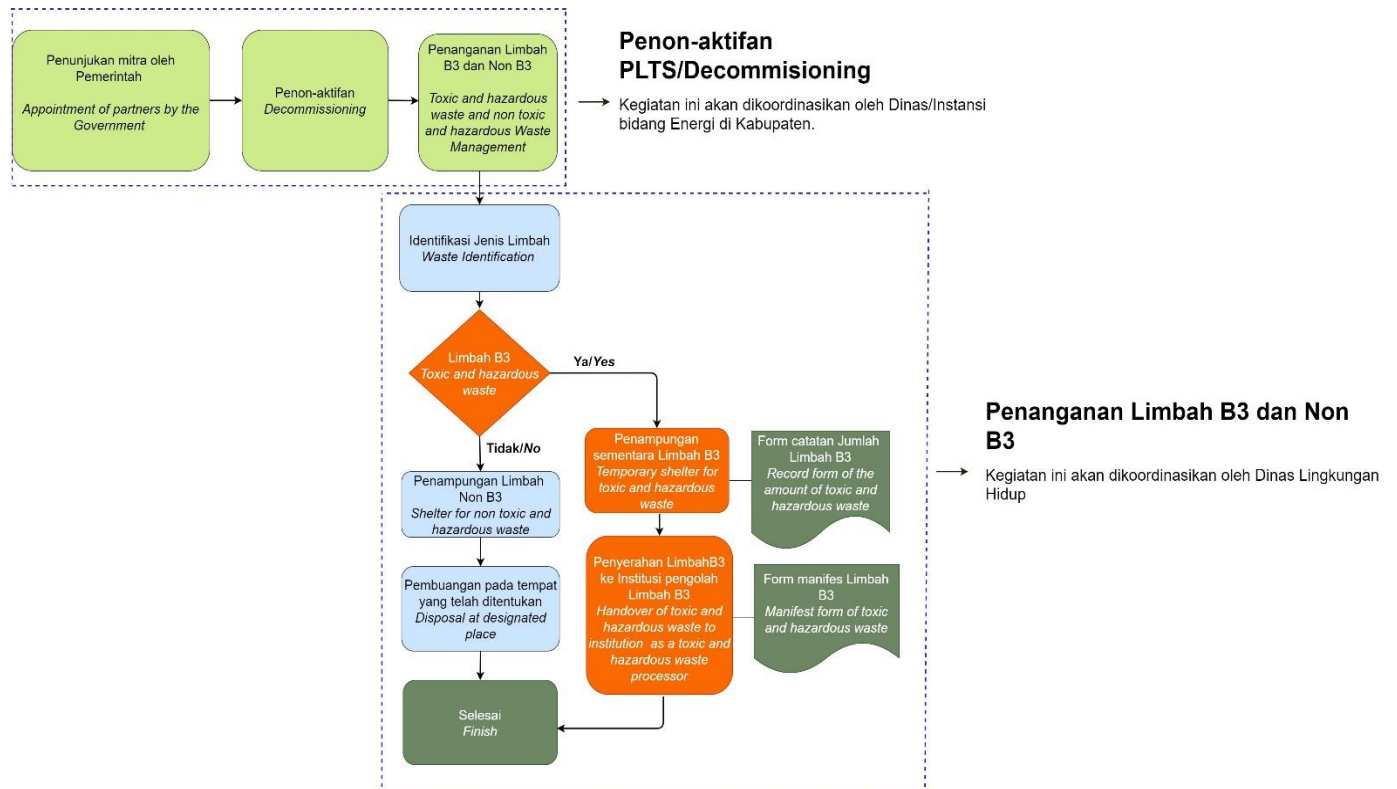 Penunjukan mitra oleh
Pemerintah
Appointment of partners by the
Government
Penon-aktifan
Decommissioning
Penanganan Limbah
B3 dan Non B3
Toxic and hazardous
waste and non toxic
and hazardous Waste
Management
Penon-aktifan
PLTS/Decommisioning
Kegiatan ini akan dikoordinasikan oleh Dinas/Instansi
bidang Energi di Kabupaten.
Identifikasi Jenis Limbah
Waste Identification
Limbah B3
Toxic and hazardous
waste
Ya/Yes
Tidak/No
Penampungan Limbah
Non B3
Shelter for non toxic and
hazardous waste
Pembuangan pada tempat
yang telah ditentukan
Disposal at designated
place
Penampungan
sementara Limbah B3
Temporary shelter for
toxic and hazardous
waste
Form catatan Jumlah
Limbah B3
Record form of the
amount of toxic and
hazardous waste
Penyerahan LimbahB3
ke Institusi pengolah
Limbah B3
Handover of toxic and
hazardous waste to
institution as a toxic and
hazardous waste
processor
Form manifes Limbah
B3
Manifest form of toxic
and hazardous waste
Selesai
Finish
Penanganan Limbah B3 dan Non
B3
Kegiatan ini akan dikoordinasikan oleh Dinas Lingkungan
Hidup